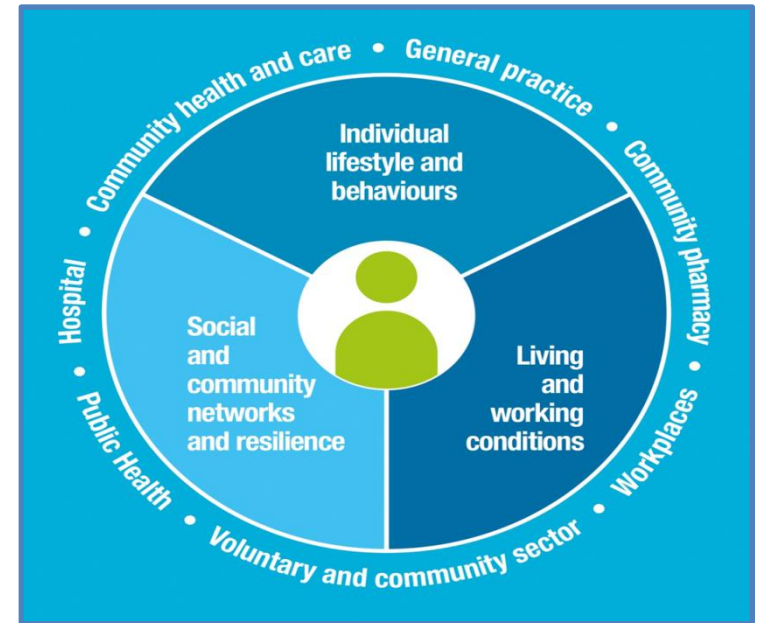 Community health and care • General practice • Community pharmacy • Workplaces • Voluntary and community sector • Public Health • Hospital •
Individual
lifestyle and
behaviours
Social
and
community
networks
and resilience
Living
and
working
conditions